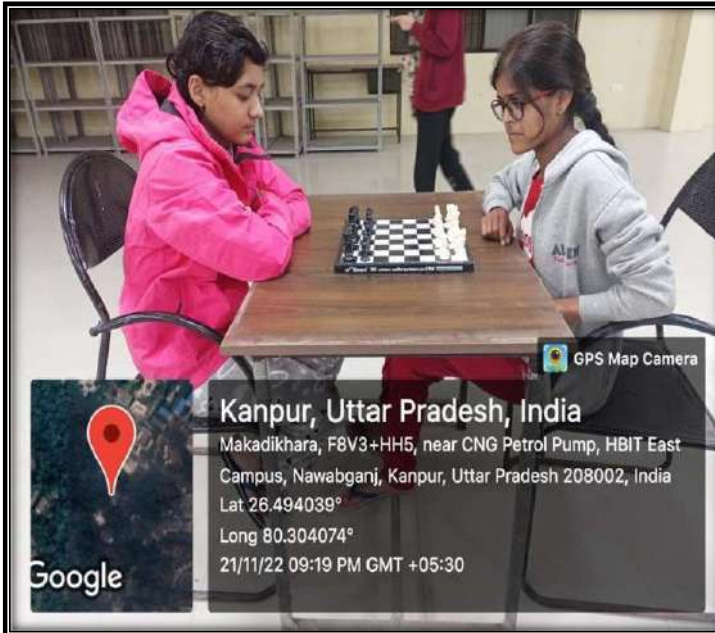 GPS Map Camera
Kanpur, Uttar Pradesh, India
Makadikhara, F8V3+HH5, near CNG Petrol Pump, HBIT East
Campus, Nawabganj, Kanpur, Uttar Pradesh 208002, India
Lat 26.494039°
Long 80.304074°
21/11/22 09:19 PM GMT +05:30
Google